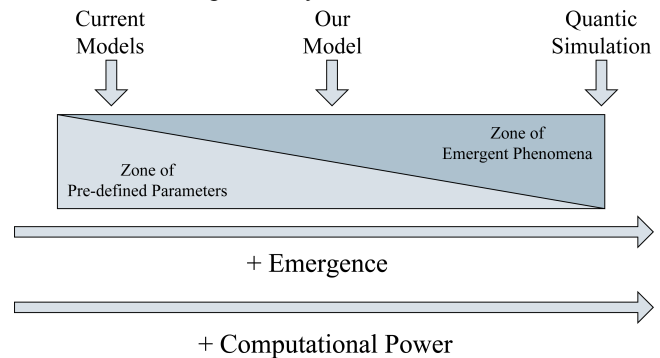 Current
Models
Our
Model
Quantic
Simulation
Zone of
Emergent Phenomena
Zone of
Pre-defined Parameters
+ Emergence
+ Computational Power